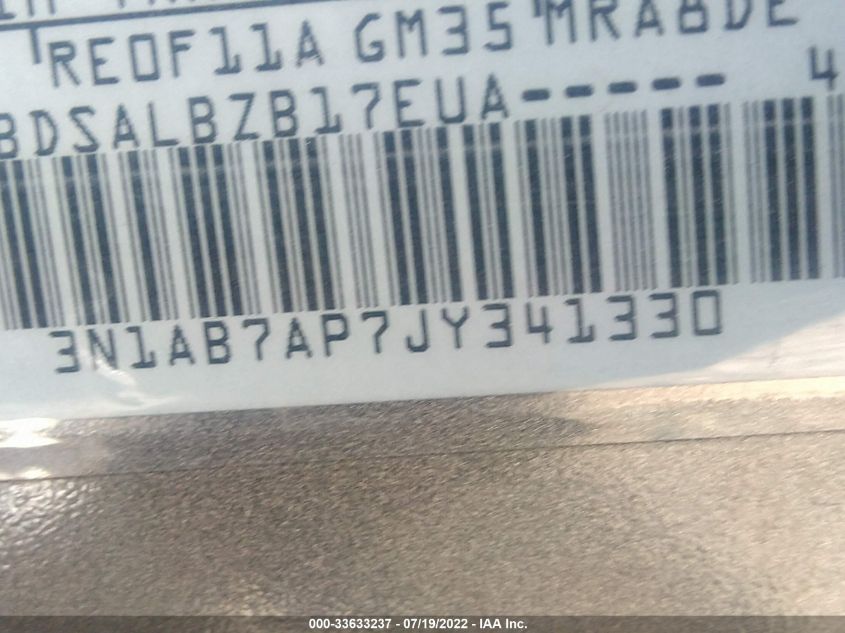 REOF11A GM35 MRA8DE
BDSALBZB17EUA----- 4
3N1AB7AP7JY341330
000-33633237 - 07/19/2022 - IAA Inc.